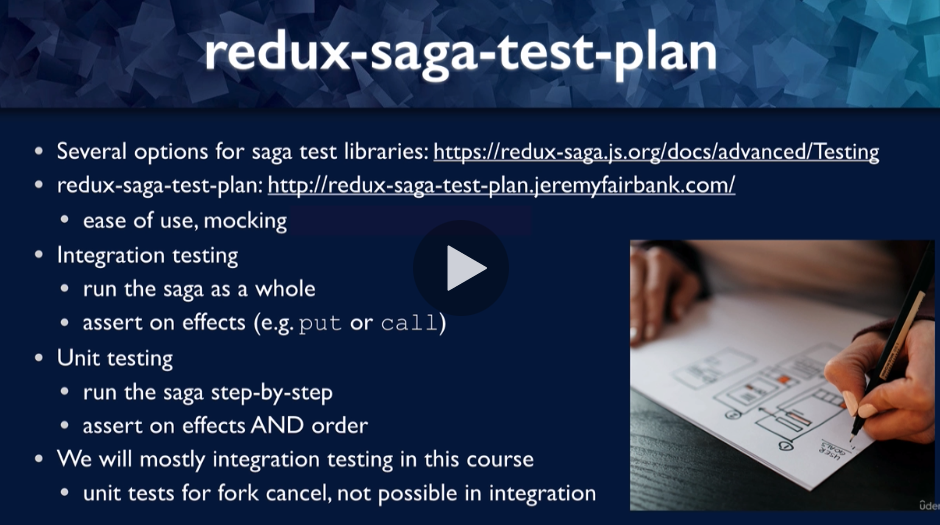 redux-saga-test-plan
• Several options for saga test libraries: https://redux-saga.js.org/docs/advanced/Testing
• redux-saga-test-plan: http://redux-saga-test-plan.jeremyfairbank.com/
• ease of use, mocking
• Integration testing
• run the saga as a whole
• assert on effects (e.g. put or call)
• Unit testing
• run the saga step-by-step
• assert on effects AND order
• We will mostly integration testing in this course
• unit tests for fork cancel, not possible in integration
USER